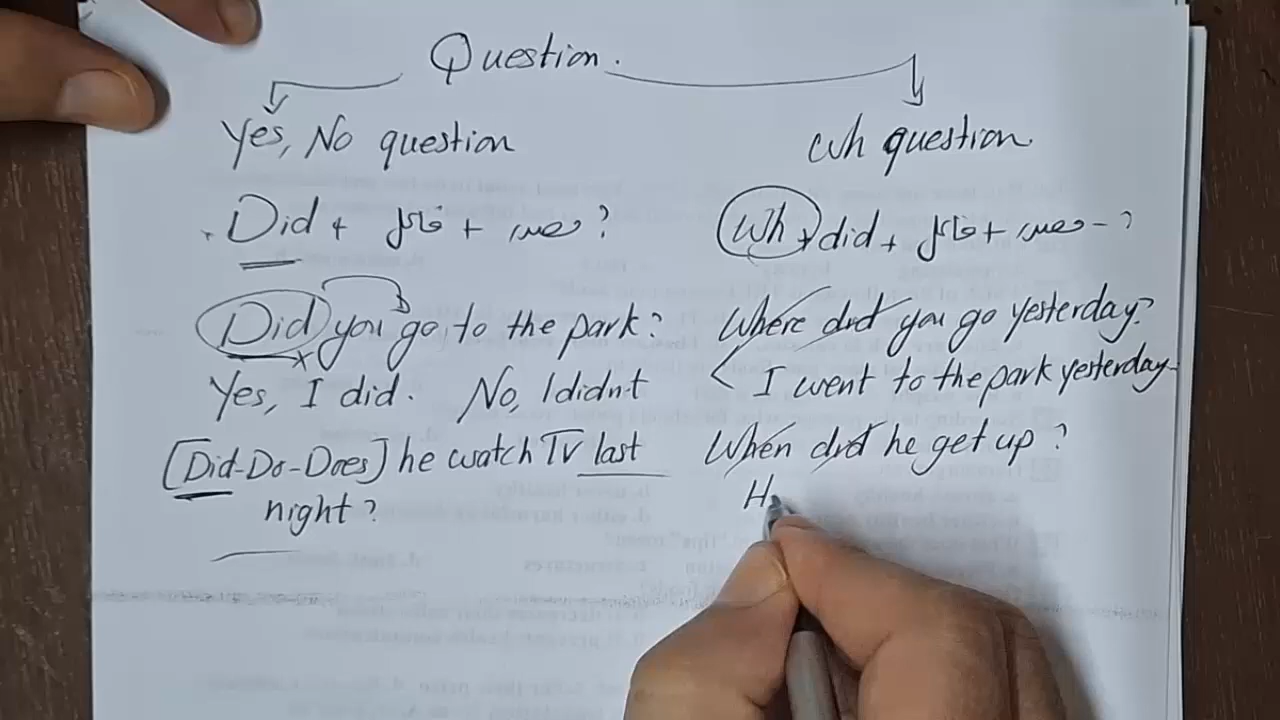 Question.
Yes, No question
Did + فاعل + مصدر ?
Did you go to the park?
Yes, I did. No, I didn't
[Did-Do-Does] he watch TV last
night?
Wh question
Wh + did + فاعل + مصدر - ?
Where did you go yesterday?
I went to the park yesterday
When did he get up?
H